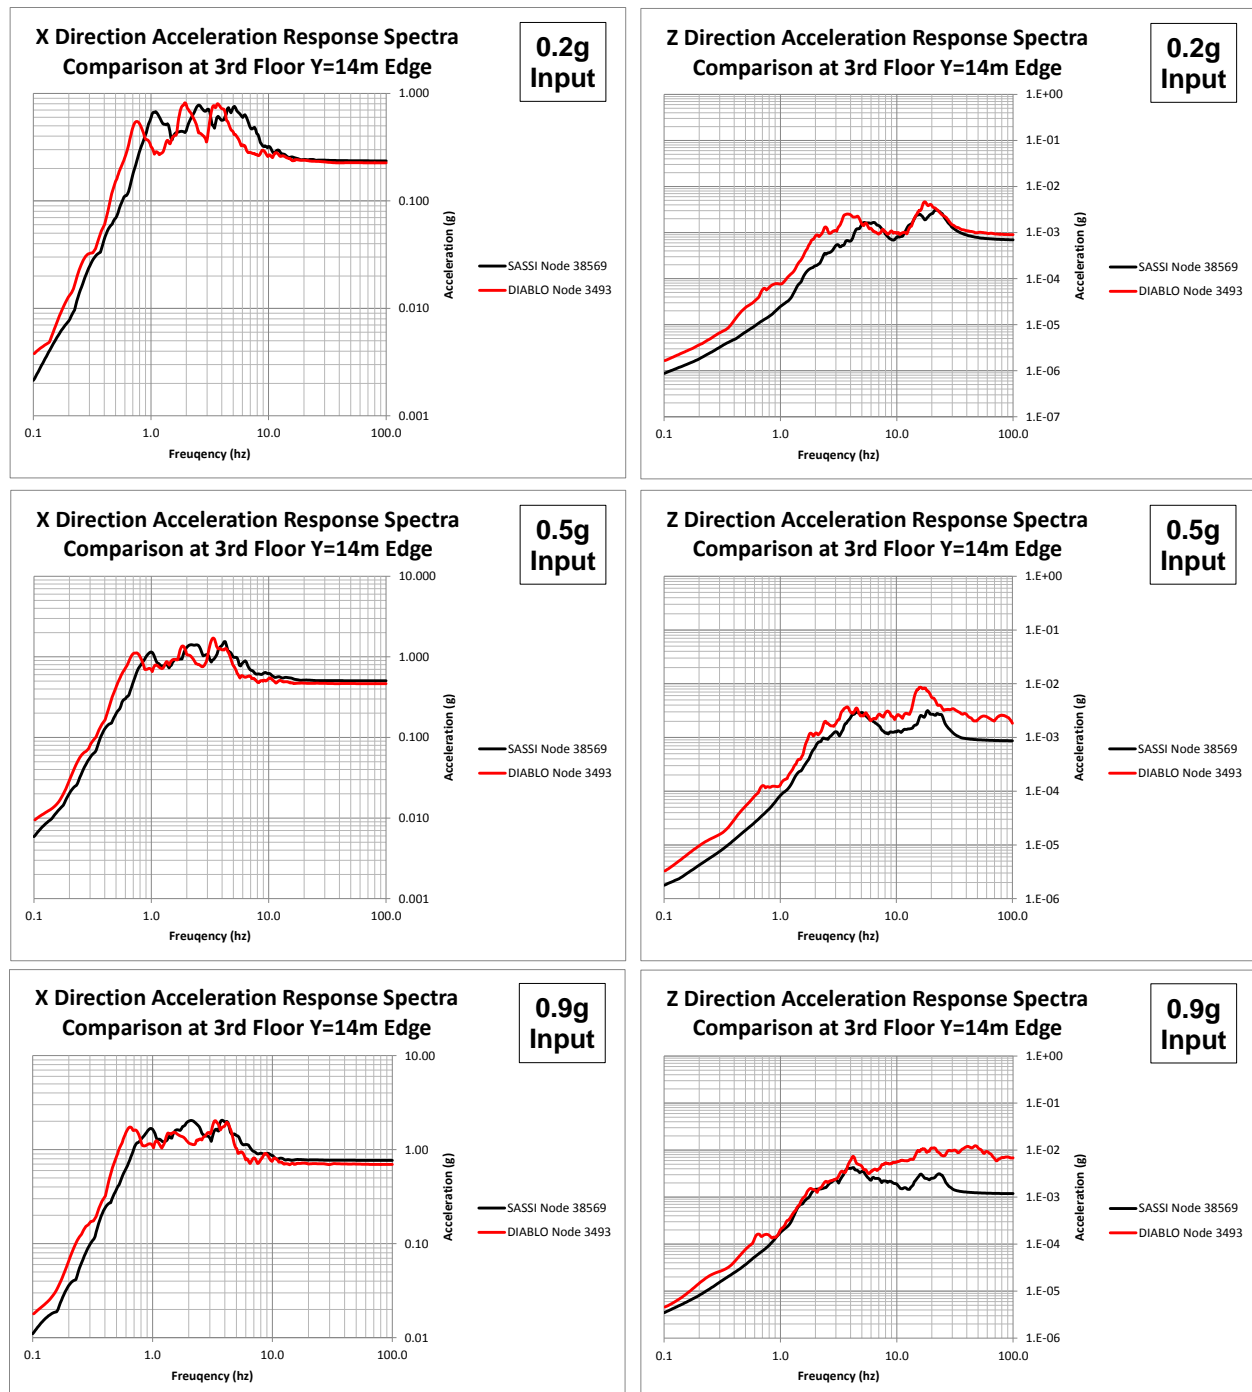 X Direction Acceleration Response Spectra
Comparison at 3rd Floor Y=14m Edge
0.2g
Input
1.000
0.100
0.010
0.001
Acceleration (g)
0.1
1.0
10.0
100.0
Freuqency (hz)
SASSI Node 38569
DIABLO Node 3493
Z Direction Acceleration Response Spectra
Comparison at 3rd Floor Y=14m Edge
0.2g
Input
1.E+00
1.E-01
1.E-02
1.E-03
1.E-04
1.E-05
1.E-06
1.E-07
Acceleration (g)
0.1
1.0
10.0
100.0
Freuqency (hz)
SASSI Node 38569
DIABLO Node 3493
X Direction Acceleration Response Spectra
Comparison at 3rd Floor Y=14m Edge
0.5g
Input
10.000
1.000
0.100
0.010
0.001
Acceleration (g)
0.1
1.0
10.0
100.0
Freuqency (hz)
SASSI Node 38569
DIABLO Node 3493
Z Direction Acceleration Response Spectra
Comparison at 3rd Floor Y=14m Edge
0.5g
Input
1.E+00
1.E-01
1.E-02
1.E-03
1.E-04
1.E-05
1.E-06
Acceleration (g)
0.1
1.0
10.0
100.0
Freuqency (hz)
SASSI Node 38569
DIABLO Node 3493
X Direction Acceleration Response Spectra
Comparison at 3rd Floor Y=14m Edge
0.9g
Input
10.00
1.00
0.10
0.01
Acceleration (g)
0.1
1.0
10.0
100.0
Freuqency (hz)
SASSI Node 38569
DIABLO Node 3493
Z Direction Acceleration Response Spectra
Comparison at 3rd Floor Y=14m Edge
0.9g
Input
1.E+00
1.E-01
1.E-02
1.E-03
1.E-04
1.E-05
1.E-06
Acceleration (g)
0.1
1.0
10.0
100.0
Freuqency (hz)
SASSI Node 38569
DIABLO Node 3493